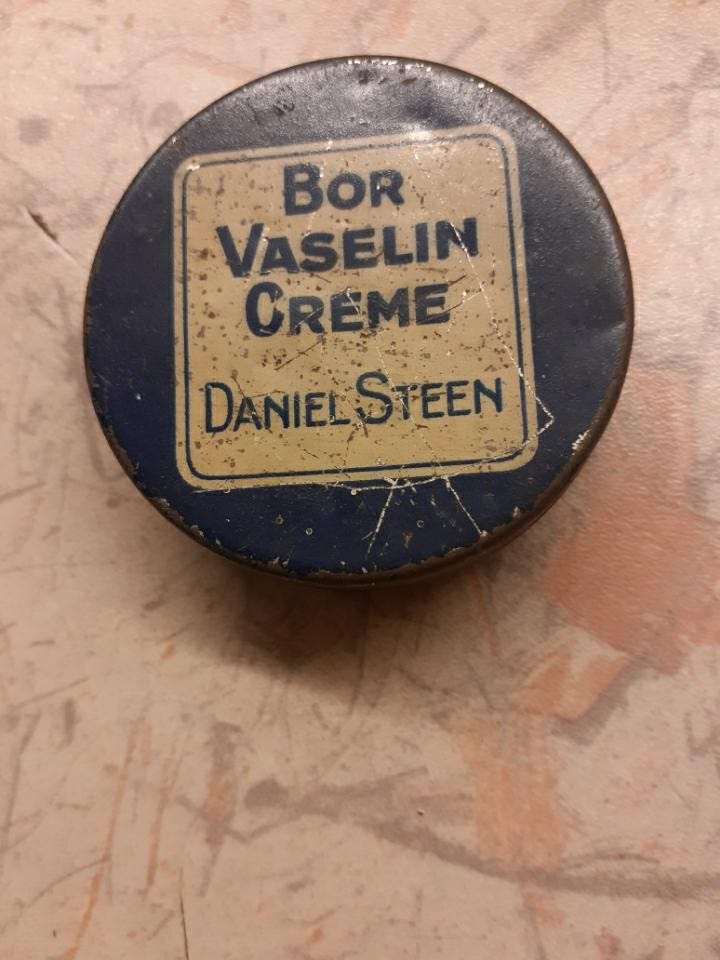 BOR
VASELIN
CREME
DANIEL STEEN